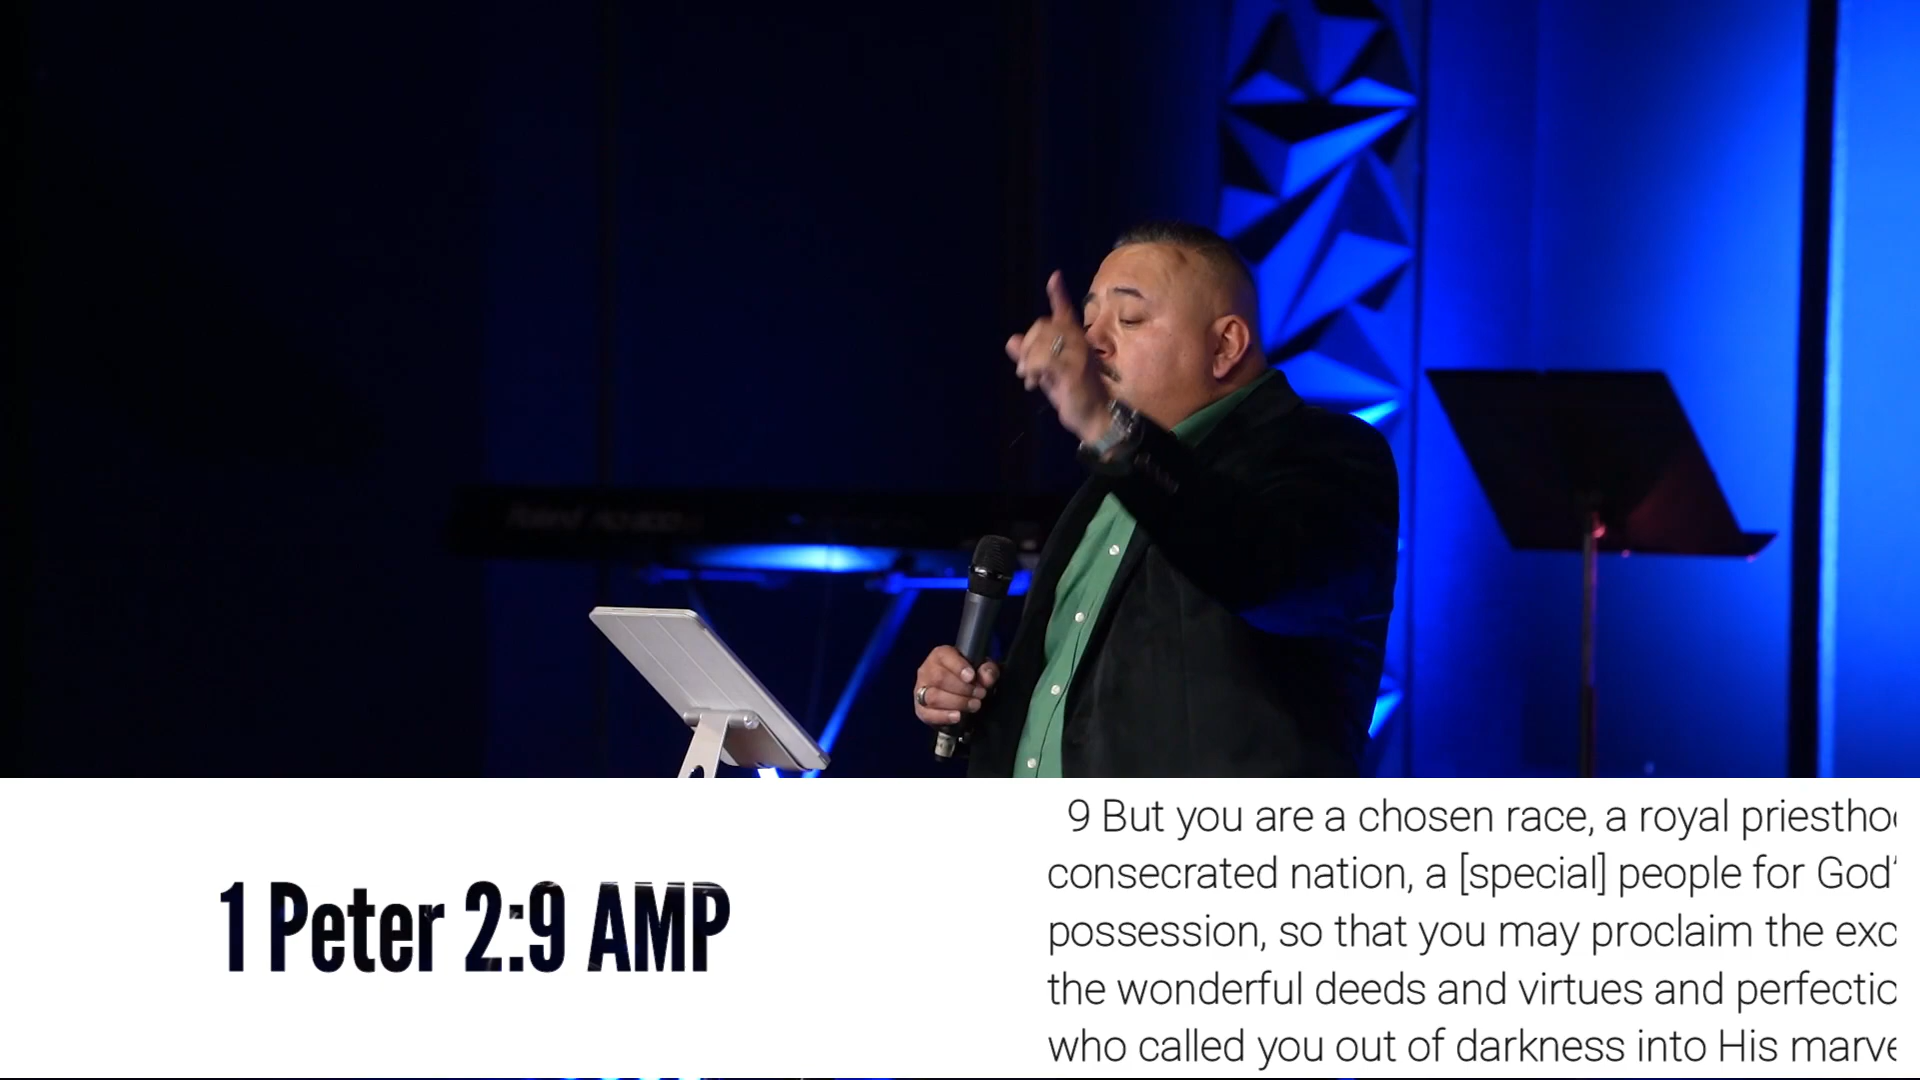 Roland
1 Peter 2:9 AMP
9 But you are a chosen race, a royal priestho
consecrated nation, a [special] people for God'
possession, so that you may proclaim the exc
the wonderful deeds and virtues and perfectio
who called you out of darkness into His marve